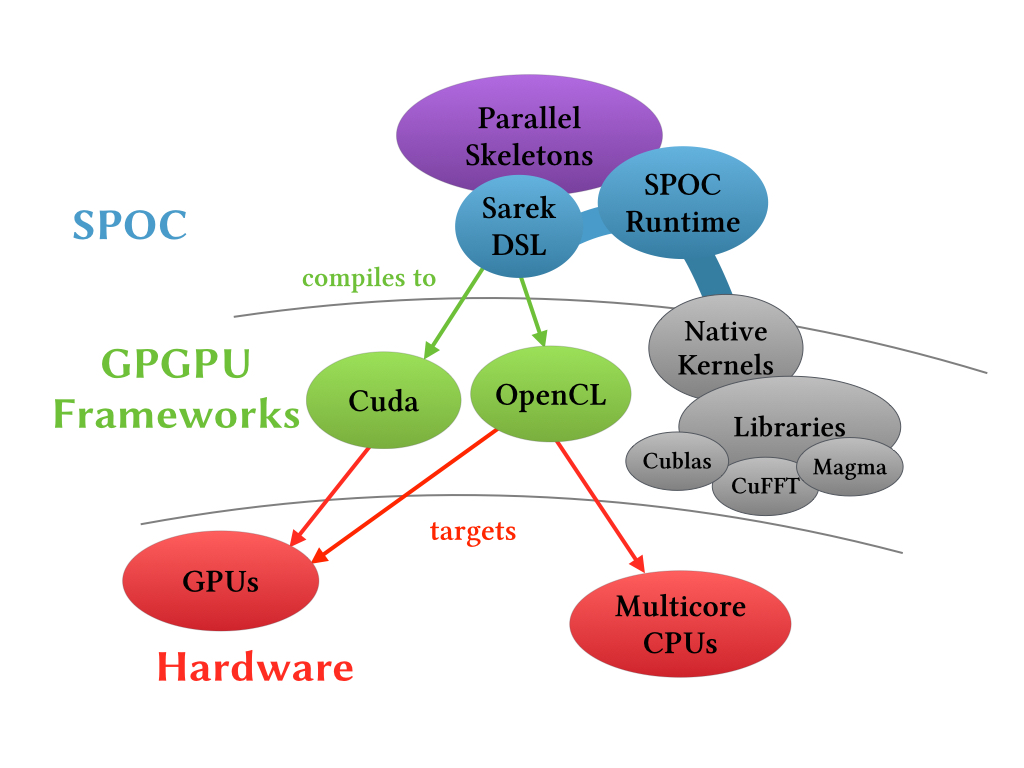 Parallel
Skeletons
SPOC
Runtime
Sarek
DSL
SPOC
compiles to
Native
Kernels
GPGPU
Frameworks
Cuda
OpenCL
Libraries
Cublas
CuFFT
Magma
targets
GPUs
Multicore
CPUs
Hardware